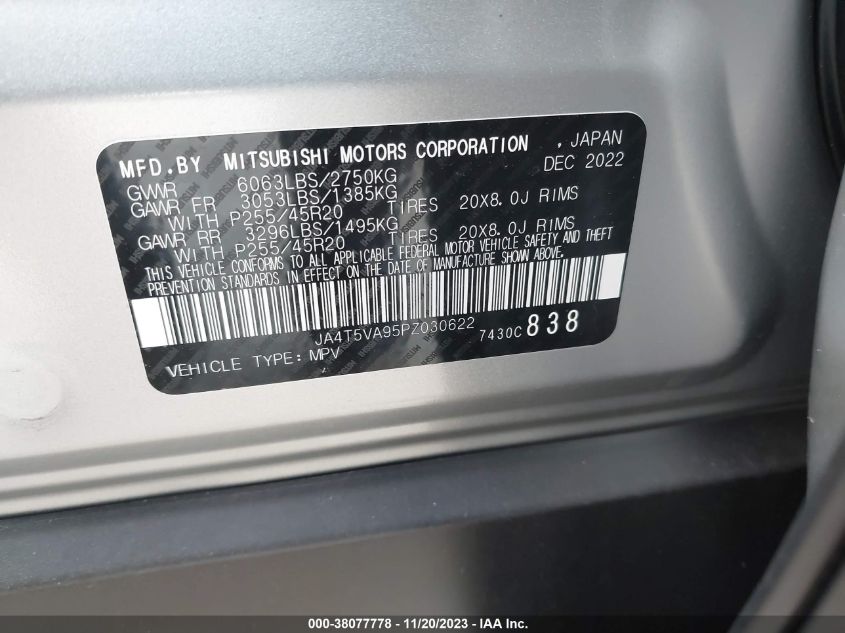 MFD.BY MITSUBISHI MOTORS CORPORATION , JAPAN
DEC 2022
GVWR 6063LBS/2750KG
GAWR FR 3053LBS/1385KG
WITH P255/45R20 TIRES 20X8.0J RIMS
GAWR RR 3296LBS/1495KG
WITH P255/45R20 TIRES 20X8.0J RIMS
THIS VEHICLE CONFORMS TO ALL APPLICABLE FEDERAL MOTOR VEHICLE SAFETY AND THEFT
PREVENTION STANDARDS IN EFFECT ON THE DATE OF MANUFACTURE SHOWN ABOVE.
JA4T5VA95PZ030622 7430C 838
VEHICLE TYPE: MPV
000-38077778 - 11/20/2023 - IAA Inc.